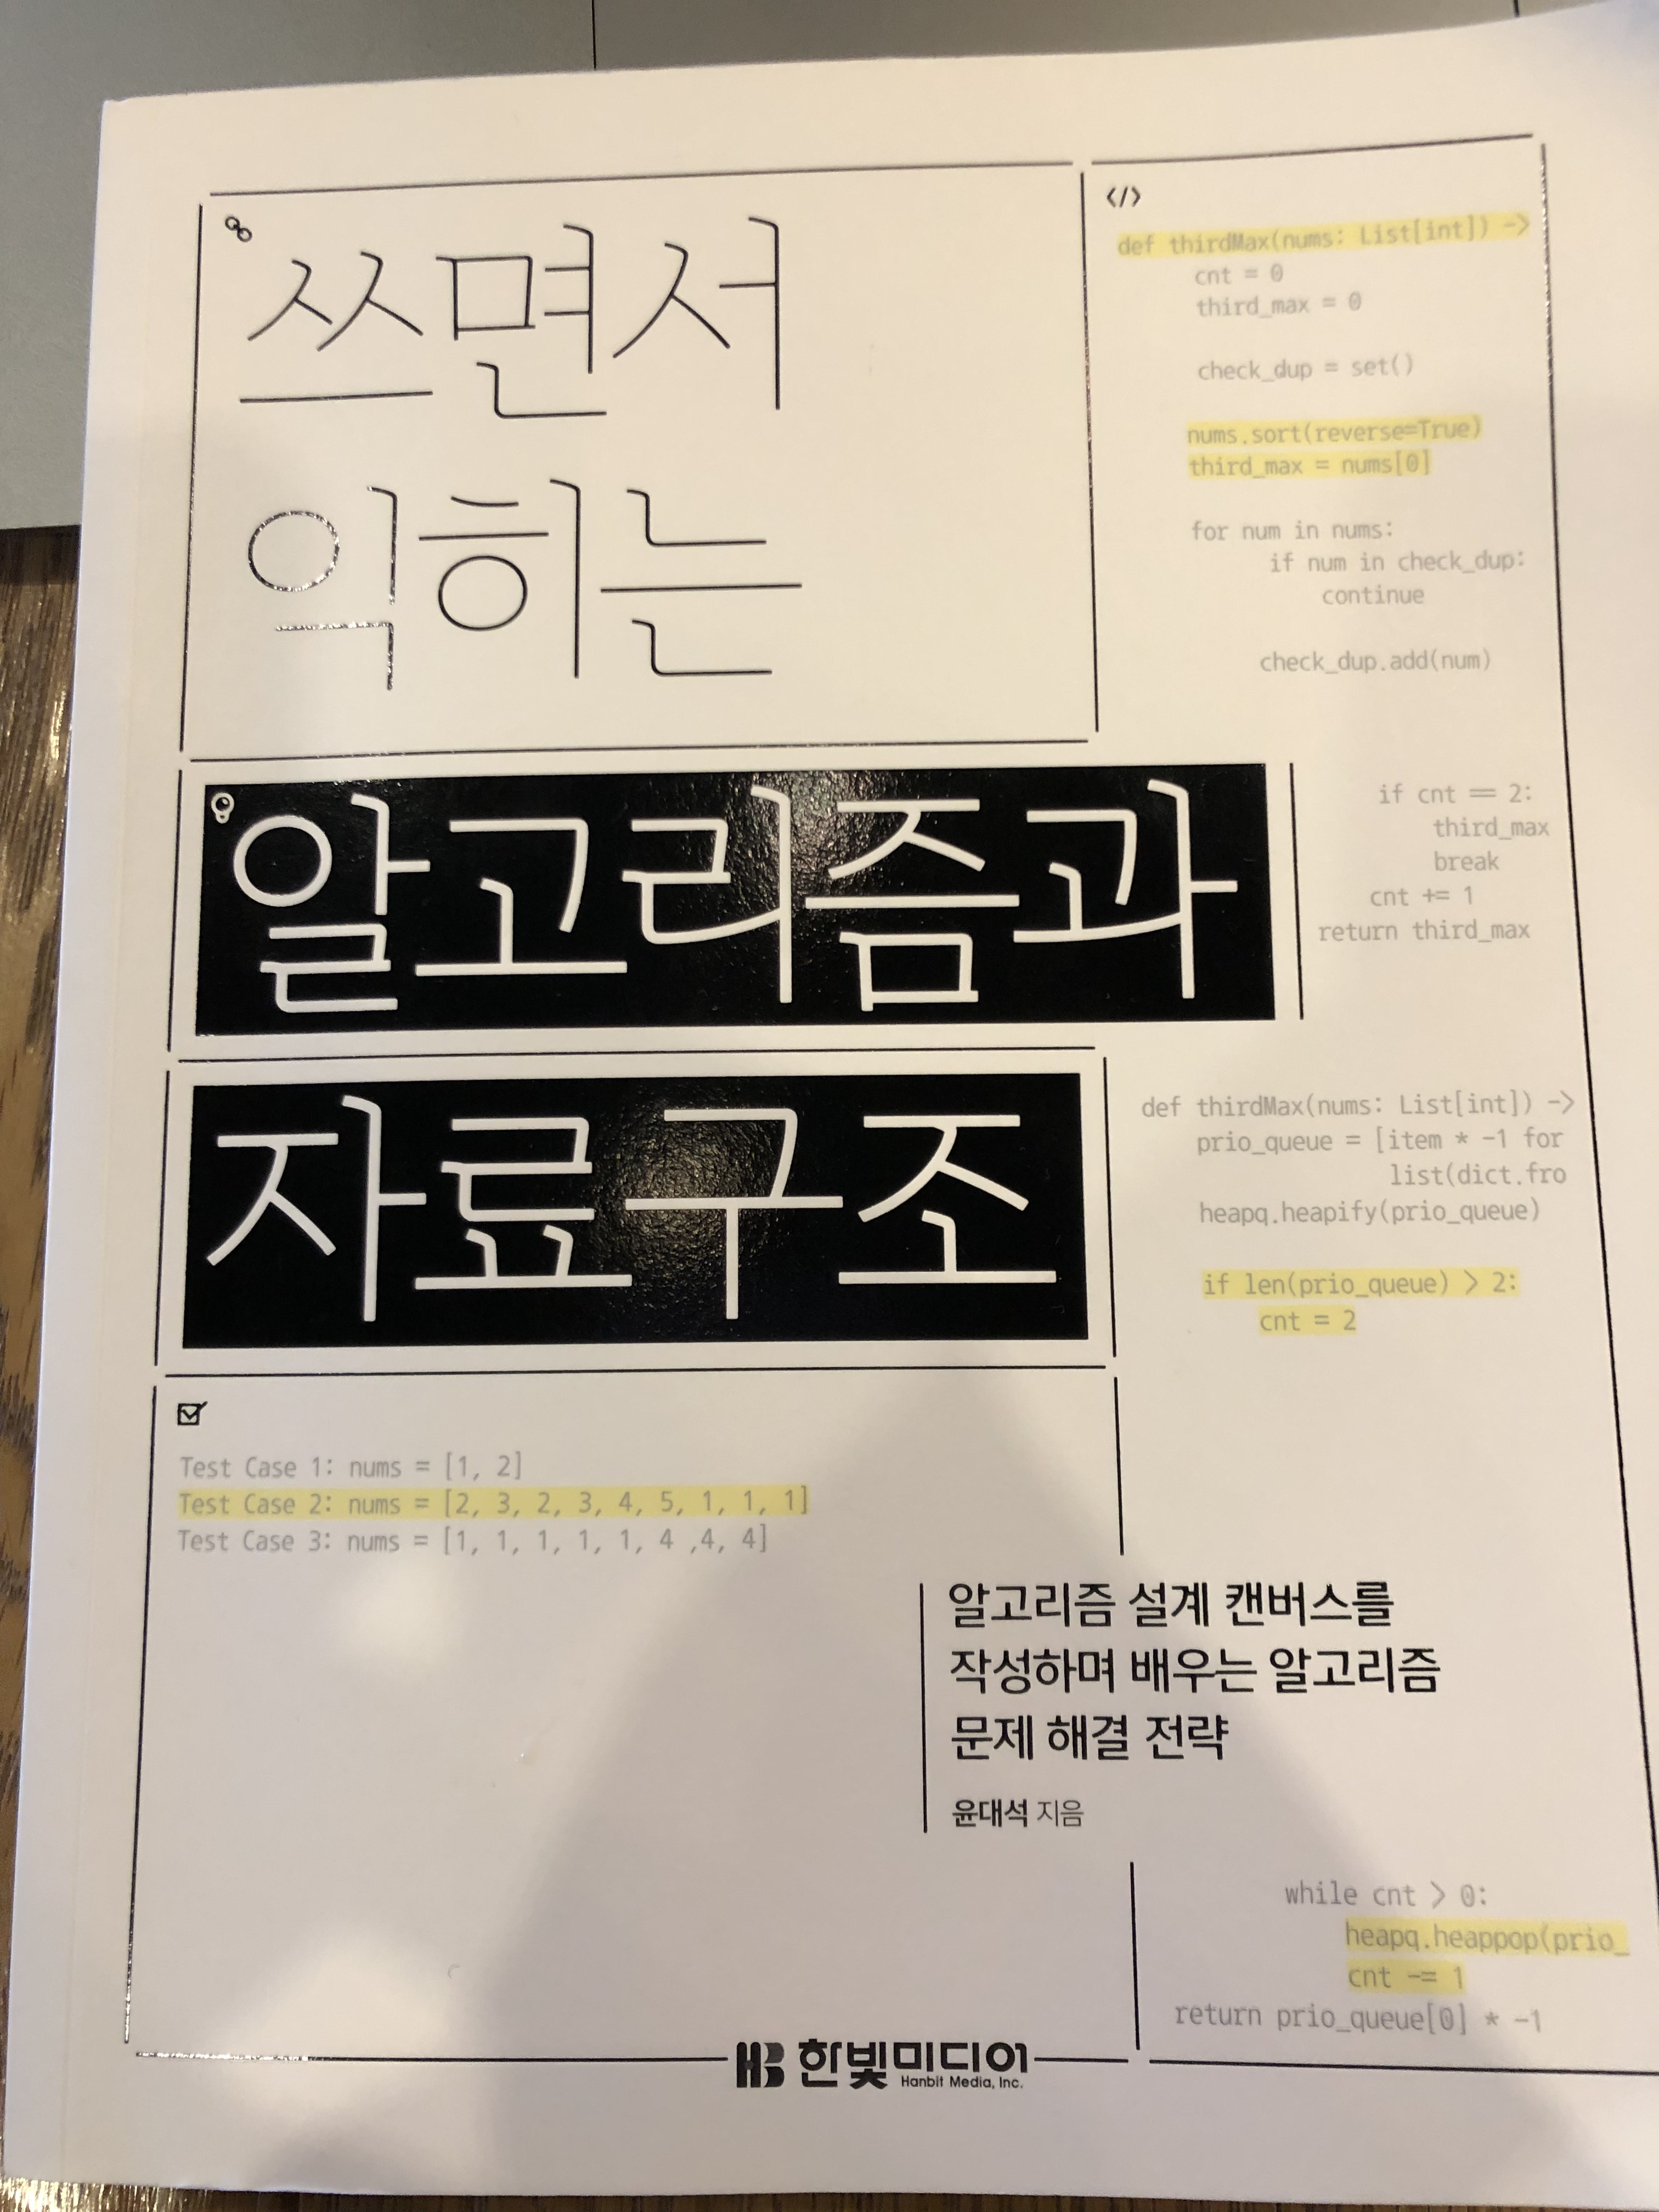 쓰면서
익히는
알고리즘과
자료구조
</>
def thirdMax(nums: List[int]) ->
cnt = 0
third_max = 0
check_dup = set()
nums.sort(reverse=True)
third_max = nums[0]
for num in nums:
if num in check_dup:
continue
check_dup.add(num)
if cnt == 2:
third_max
break
cnt += 1
return third_max
def thirdMax(nums: List[int]) ->
prio_queue = [item * -1 for
list(dict.fro
heapq.heapify(prio_queue)
if len(prio_queue) > 2:
cnt = 2
Test Case 1: nums = [1, 2]
Test Case 2: nums = [2, 3, 2, 3, 4, 5, 1, 1, 1]
Test Case 3: nums = [1, 1, 1, 1, 1, 4 ,4, 4]
알고리즘 설계 캔버스를
작성하며 배우는 알고리즘
문제 해결 전략
윤대석 지음
while cnt > 0:
heapq.heappop(prio_
cnt -= 1
return prio_queue[0] * -1
HB 한빛미디어
Hanbit Media, Inc.